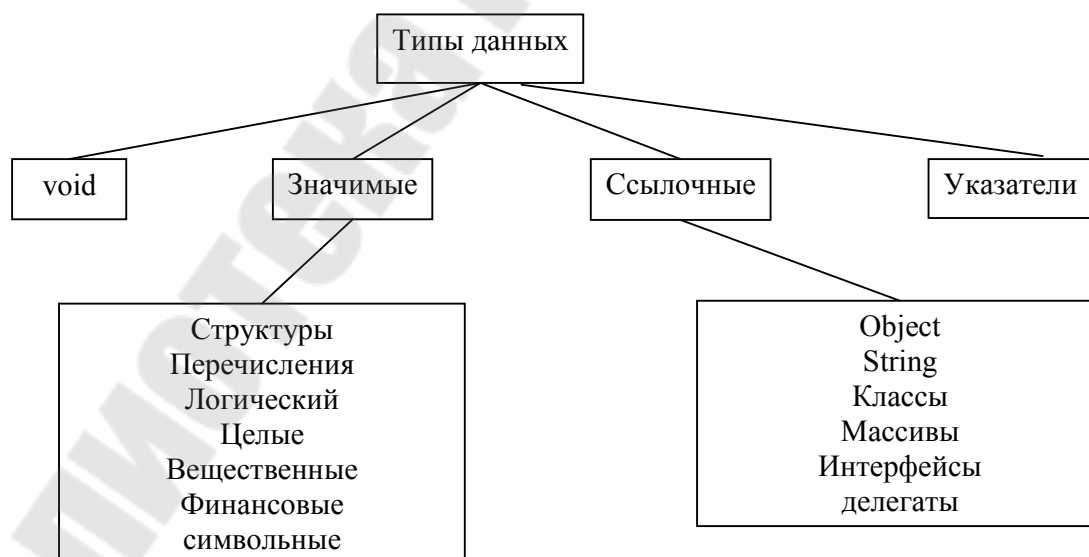 Типы данных
void
Значимые
Ссылочные
Указатели
Структуры
Перечисления
Логический
Целые
Вещественные
Финансовые
символьные
Object
String
Классы
Массивы
Интерфейсы
делегаты